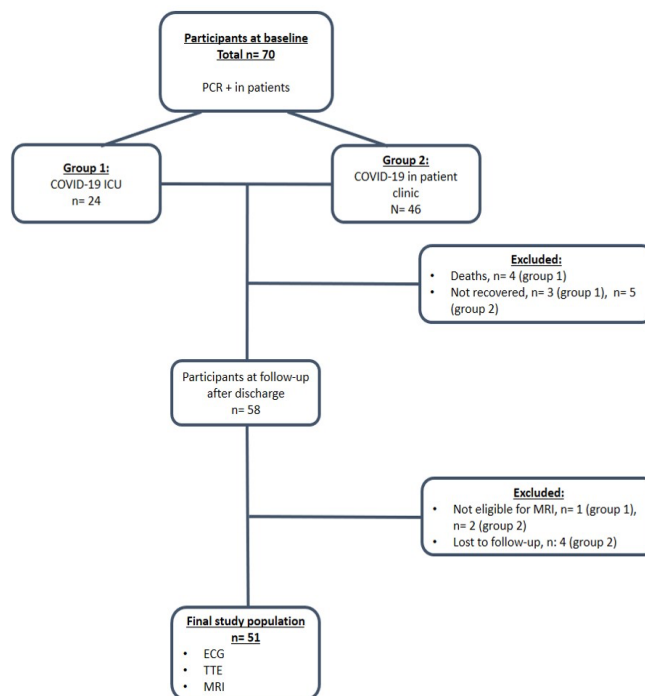 Participants at baseline
Total n= 70
PCR + in patients
Group 1:
COVID-19 ICU
n= 24
Group 2:
COVID-19 in patient
clinic
N= 46
Excluded:
• Deaths, n= 4 (group 1)
• Not recovered, n= 3 (group 1), n= 5
(group 2)
Participants at follow-up
after discharge
n= 58
Excluded:
• Not eligible for MRI, n= 1 (group 1),
n= 2 (group 2)
• Lost to follow-up, n: 4 (group 2)
Final study population
n= 51
• ECG
• TTE
• MRI